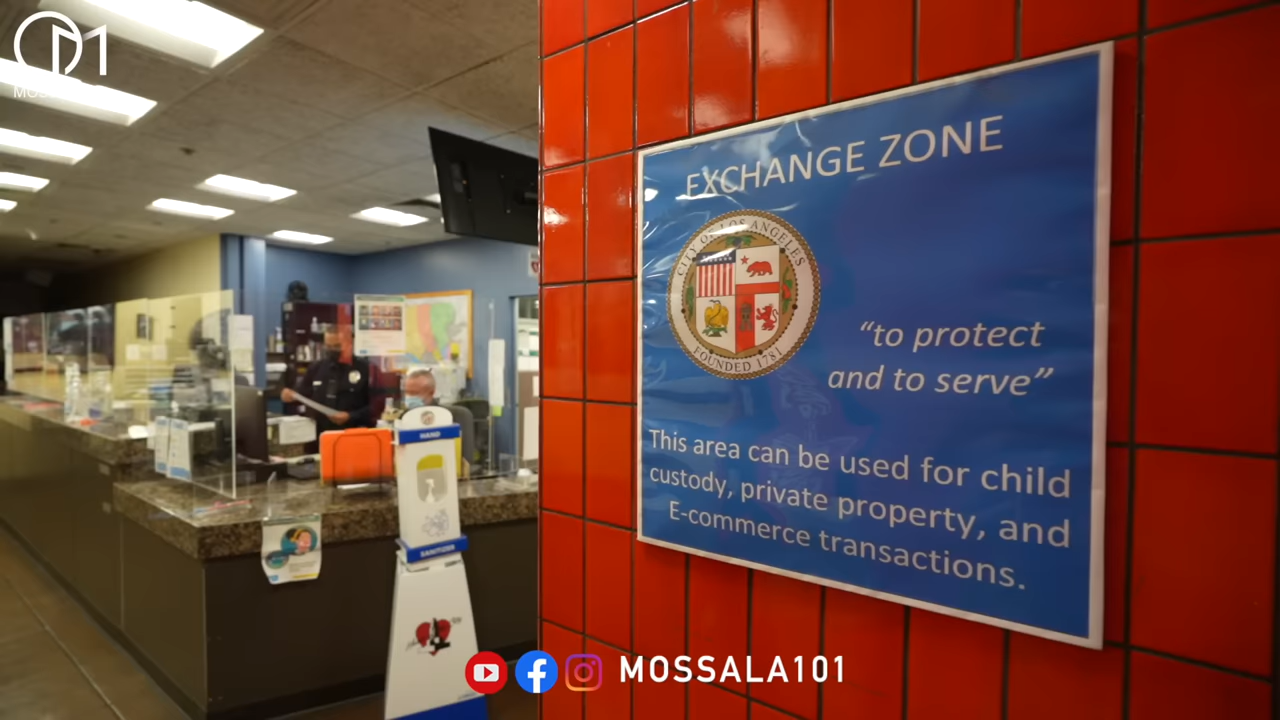 EXCHANGE ZONE
CITY OF LOS ANGELES
FOUNDED 1781
“to protect
and to serve”
This area can be used for child
custody, private property, and
E-commerce transactions.
HAND
SANITIZER
MOSSALA101